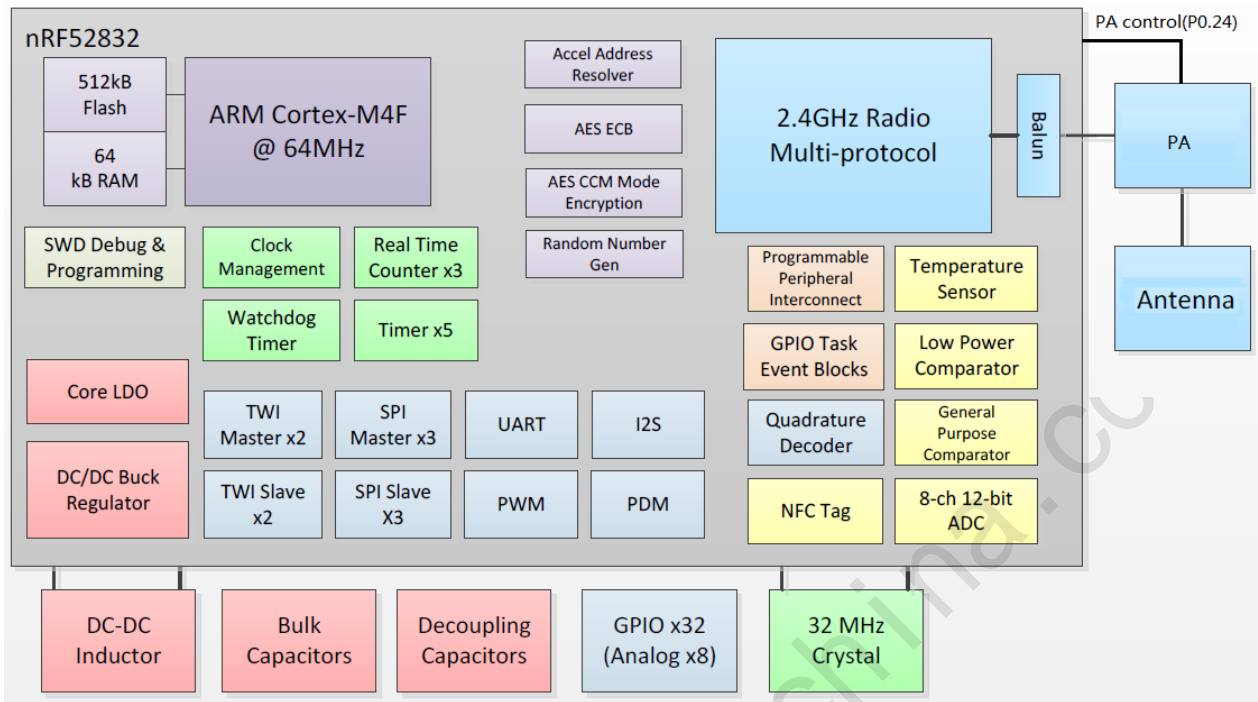 PA control(P0.24)
nRF52832
512kB
Flash
64
kB RAM
ARM Cortex-M4F
@ 64MHz
Accel Address
Resolver
AES ECB
AES CCM Mode
Encryption
Random Number
Gen
2.4GHz Radio
Multi-protocol
Balun
PA
Antenna
SWD Debug &
Programming
Clock
Management
Real Time
Counter x3
Watchdog
Timer
Timer x5
Programmable
Peripheral
Interconnect
Temperature
Sensor
GPIO Task
Event Blocks
Low Power
Comparator
Core LDO
DC/DC Buck
Regulator
TWI
Master x2
SPI
Master x3
UART
I2S
Quadrature
Decoder
General
Purpose
Comparator
TWI Slave
x2
SPI Slave
X3
PWM
PDM
NFC Tag
8-ch 12-bit
ADC
DC-DC
Inductor
Bulk
Capacitors
Decoupling
Capacitors
GPIO x32
(Analog x8)
32 MHz
Crystal